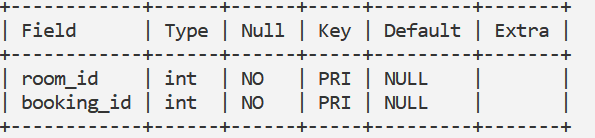 +------------+------+------+-----+---------+-------+
| Field      | Type | Null | Key | Default | Extra |
+------------+------+------+-----+---------+-------+
| room_id    | int  | NO   | PRI | NULL    |       |
| booking_id | int  | NO   | PRI | NULL    |       |
+------------+------+------+-----+---------+-------+